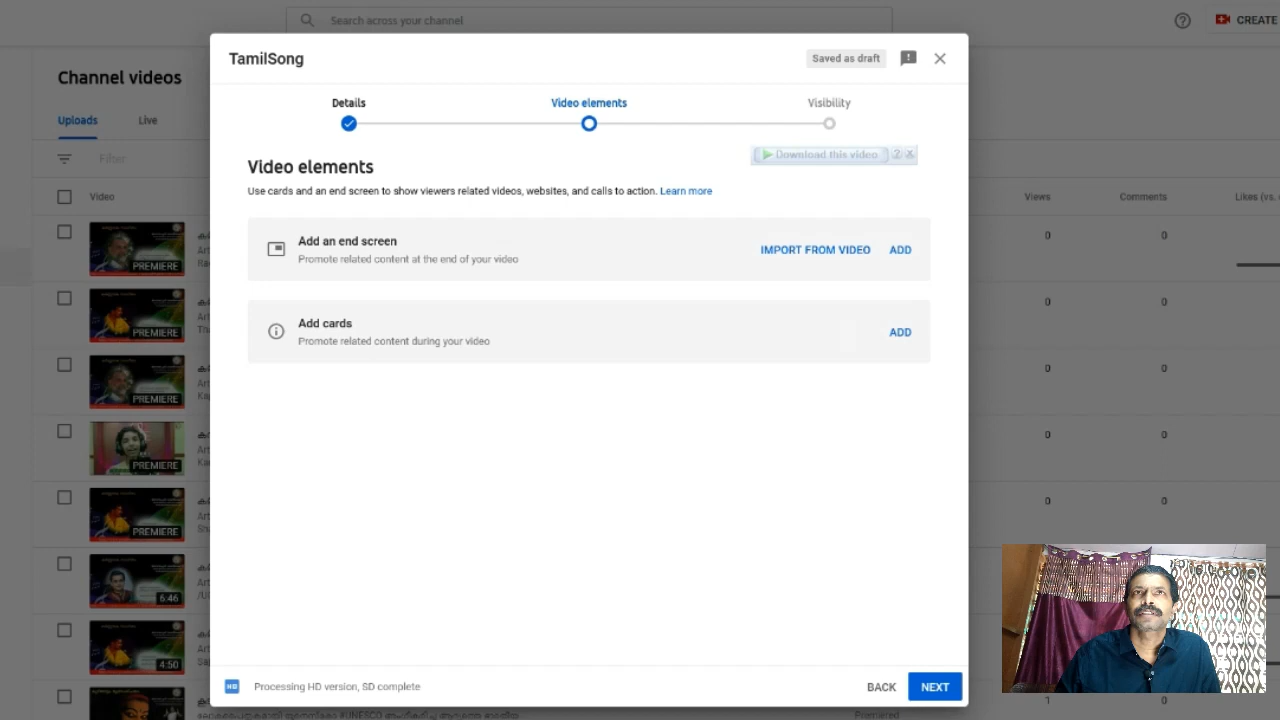 Search across your channel
CREATE
TamilSong
Saved as draft
Channel videos
Details
Video elements
Visibility
Uploads
Live
Filter
Download this video
Video elements
Use cards and an end screen to show viewers related videos, websites, and calls to action. Learn more
Video
Views
Comments
Likes (vs.
Add an end screen
Promote related content at the end of your video
IMPORT FROM VIDEO
ADD
0
0
PREMIERE
Add cards
Promote related content during your video
ADD
0
0
PREMIERE
0
0
PREMIERE
0
0
PREMIERE
0
0
PREMIERE
6:46
4:50
HD
Processing HD version, SD complete
BACK
NEXT
1
0
Premiered